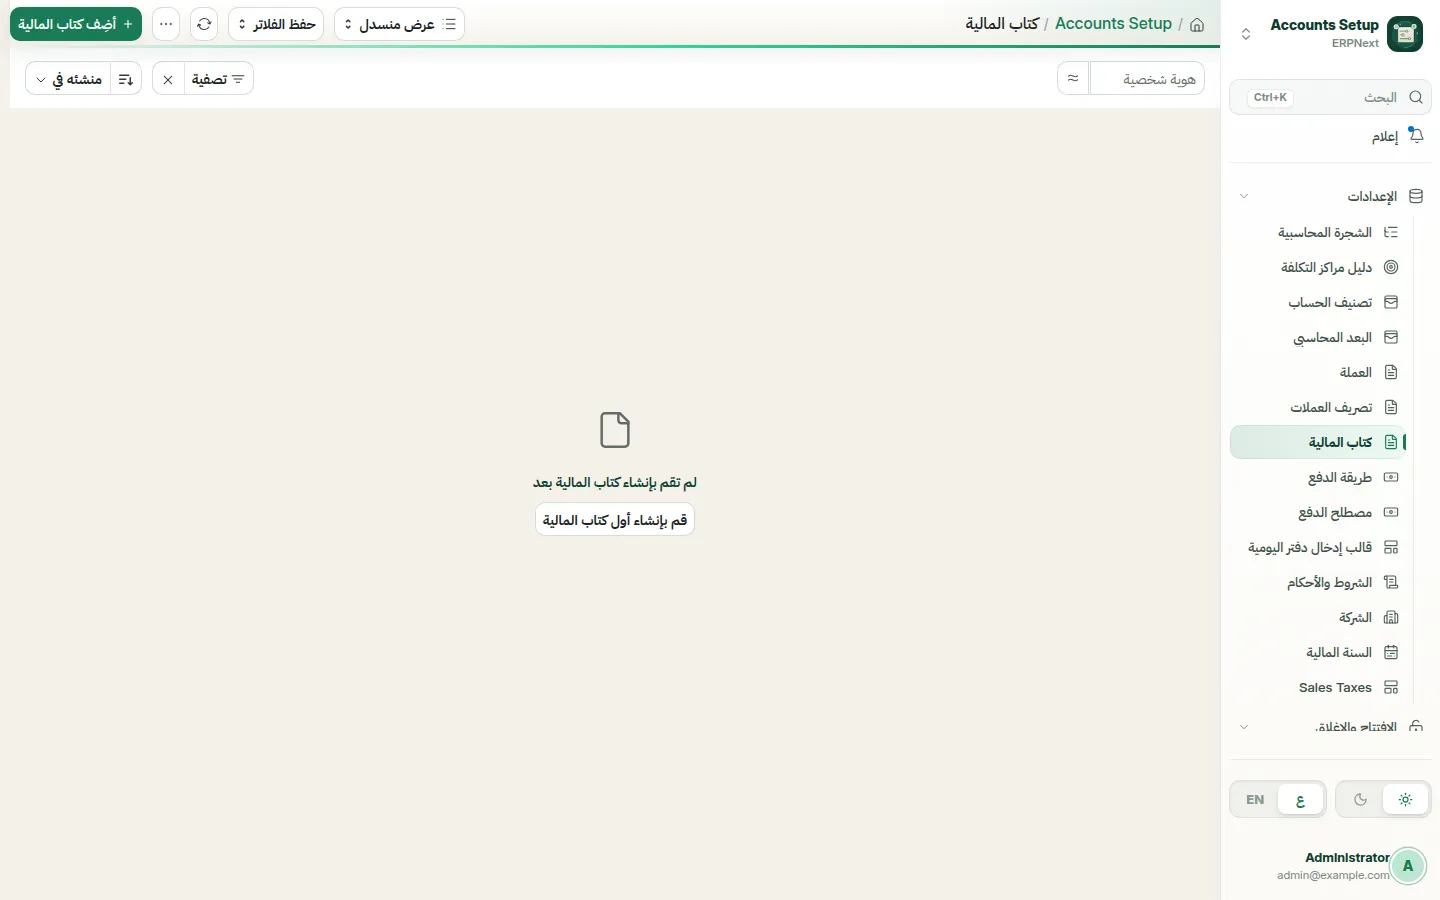 Accounts Setup
ERPNext
البحث
Ctrl+K
إعلام
الإعدادات
الشجرة المحاسبية
دليل مراكز التكلفة
تصنيف الحساب
البعد المحاسبي
العملة
تصريف العملات
كتاب المالية
طريقة الدفع
مصطلح الدفع
قالب إدخال دفتر اليومية
الشروط والأحكام
الشركة
السنة المالية
Sales Taxes
الافتتاح والإغلاق
ع EN
Administrator
admin@example.com
A
/ Accounts Setup / كتاب المالية
عرض منسدل
حفظ الفلاتر
أضِف كتاب المالية +
هوية شخصية
≈
تصفية
منشئه في
لم تقم بإنشاء كتاب المالية بعد
قم بإنشاء أول كتاب المالية